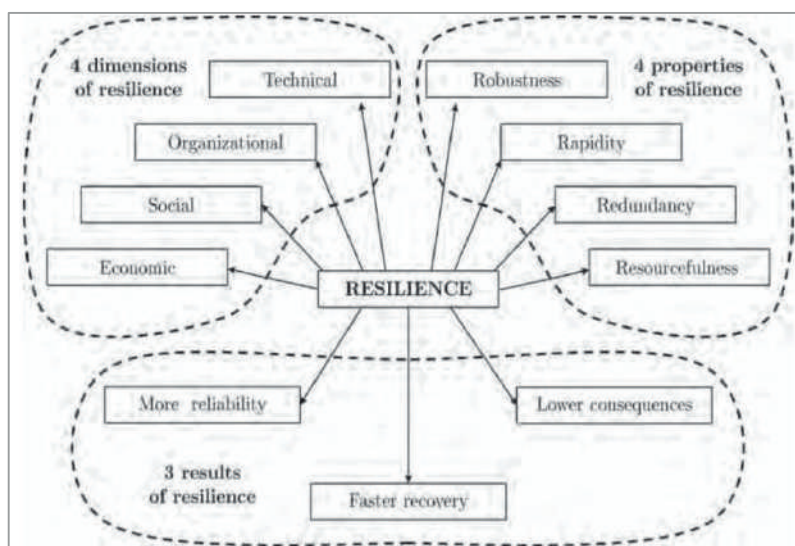 4 dimensions
of resilience
Technical
Organizational
Social
Economic
Robustness
4 properties
of resilience
Rapidity
Redundancy
Resourcefulness
RESILIENCE
More reliability
Lower consequences
3 results
of resilience
Faster recovery